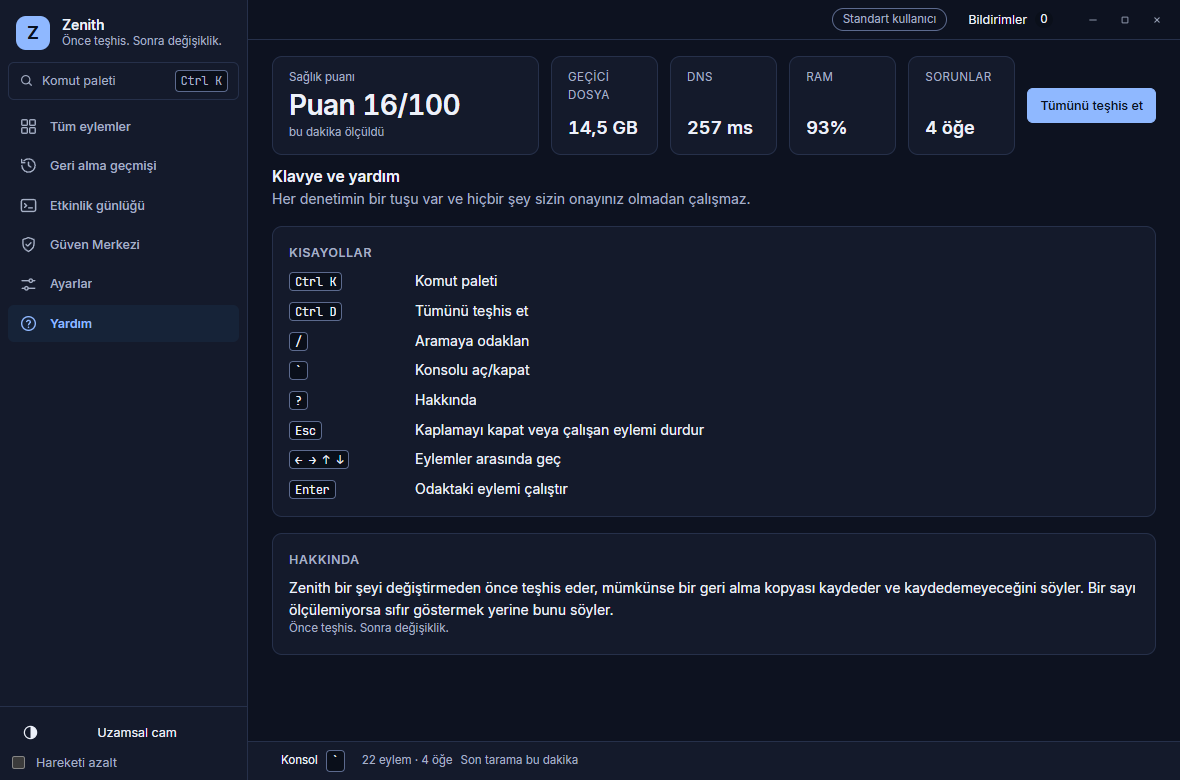 Z
Zenith
Önce teşhis. Sonra değişiklik.
Komut paleti Ctrl K
Tüm eylemler
Geri alma geçmişi
Etkinlik günlüğü
Güven Merkezi
Ayarlar
Yardım
Uzamsal cam
Hareketi azalt
Standart kullanıcı Bildirimler 0
Sağlık puanı
Puan 16/100
bu dakika ölçüldü
GEÇİCİ
DOSYA
14,5 GB
DNS
257 ms
RAM
93%
SORUNLAR
4 öğe
Tümünü teşhis et
Klavye ve yardım
Her denetimin bir tuşu var ve hiçbir şey sizin onayınız olmadan çalışmaz.
KISAYOLLAR
Ctrl K Komut paleti
Ctrl D Tümünü teşhis et
/ Aramaya odaklan
` Konsolu aç/kapat
? Hakkında
Esc Kaplamayı kapat veya çalışan eylemi durdur
← → ↑ ↓ Eylemler arasında geç
Enter Odaktaki eylemi çalıştır
HAKKINDA
Zenith bir şeyi değiştirmeden önce teşhis eder, mümkünse bir geri alma kopyası kaydeder ve kaydedemeyeceğini söyler. Bir sayı
ölçülemiyorsa sıfır göstermek yerine bunu söyler.
Önce teşhis. Sonra değişiklik.
Konsol ` 22 eylem · 4 öğe Son tarama bu dakika